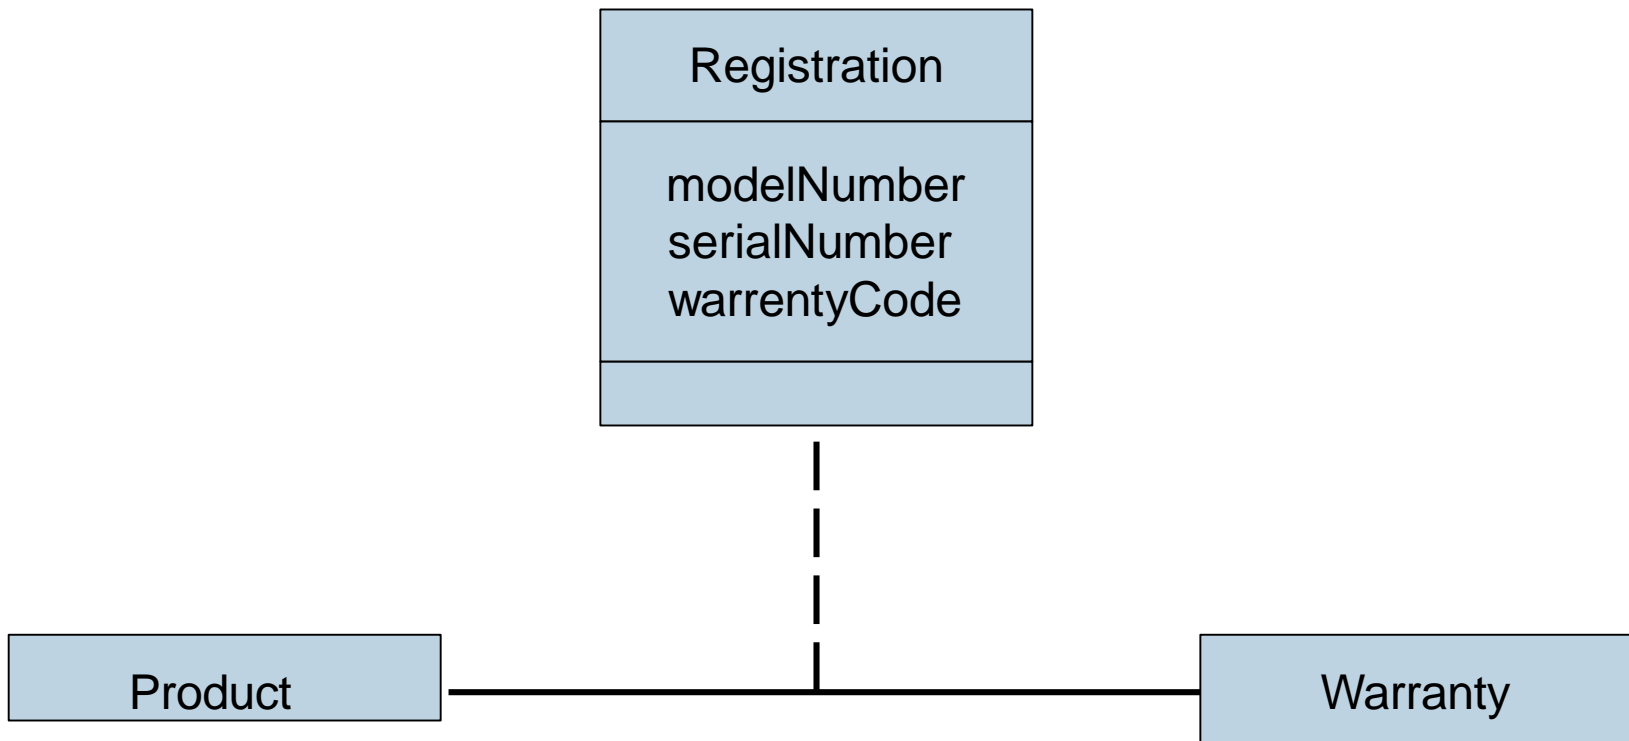 Registration
modelNumber
serialNumber
warrentyCode
Product
Warranty